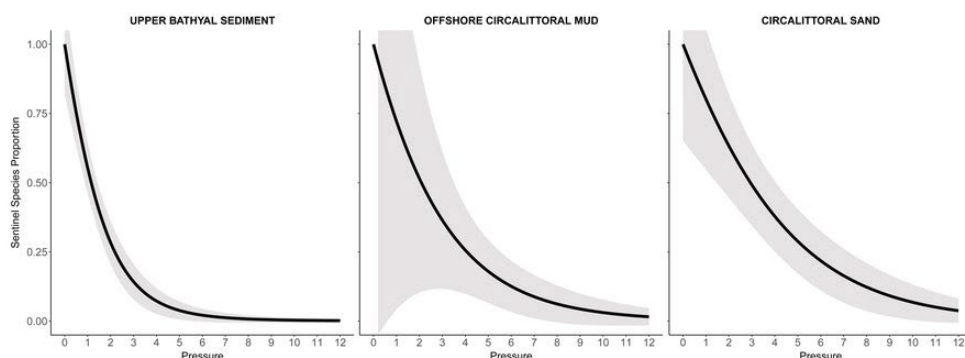 UPPER BATHYAL SEDIMENT
OFFSHORE CIRCALITTORAL MUD
CIRCALITTORAL SAND
Sentinel Species Proportion
1.00
0.75
0.50
0.25
0.00
0 1 2 3 4 5 6 7 8 9 10 11 12
0 1 2 3 4 5 6 7 8 9 10 11 12
0 1 2 3 4 5 6 7 8 9 10 11 12
Pressure
Pressure
Pressure